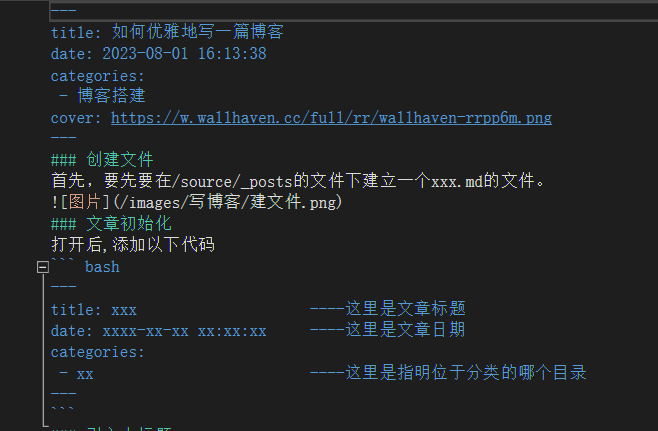 ---
title: 如何优雅地写一篇博客
date: 2023-08-01 16:13:38
categories:
 - 博客搭建
cover: https://w.wallhaven.cc/full/rr/wallhaven-rrpp6m.png
---
### 创建文件
首先，要先要在/source/_posts的文件下建立一个xxx.md的文件。
![图片](/images/写博客/建文件.png)
### 文章初始化
打开后,添加以下代码
``` bash
---
title: xxx                    ----这里是文章标题
date: xxxx-xx-xx xx:xx:xx     ----这里是文章日期
categories:
 - xx                         ----这里是指明位于分类的哪个目录
---
```